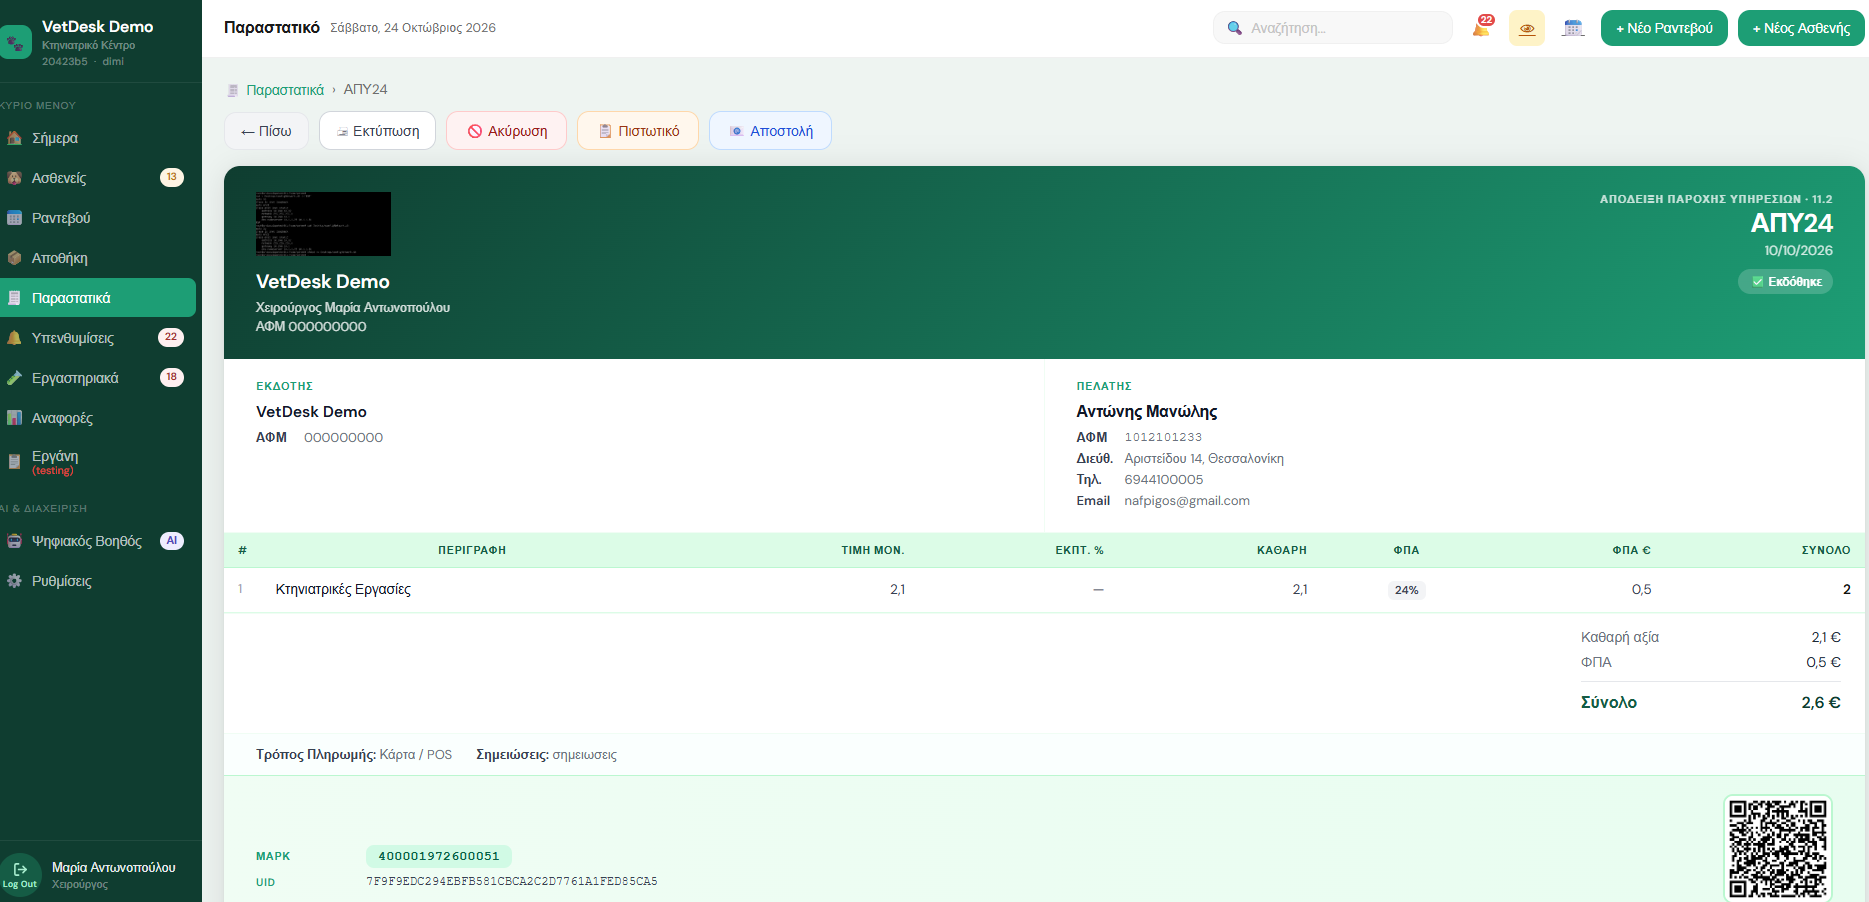 VetDesk Demo
Κτηνιατρικό Κέντρο
20423b5 · dimi
ΚΥΡΙΟ ΜΕΝΟΥ
Σήμερα
Ασθενείς 13
Ραντεβού
Αποθήκη
Παραστατικά
Υπενθυμίσεις 22
Εργαστηριακά 18
Αναφορές
Εργάνη
(testing)
AI & ΔΙΑΧΕΙΡΙΣΗ
Ψηφιακός Βοηθός AI
Ρυθμίσεις
Log Out
Μαρία Αντωνοπούλου
Χειρούργος
Παραστατικό Σάββατο, 24 Οκτώβριος 2026
Αναζήτηση...
22
+ Νέο Ραντεβού
+ Νέος Ασθενής
Παραστατικά › ΑΠΥ24
← Πίσω
Εκτύπωση
Ακύρωση
Πιστωτικό
Αποστολή
VetDesk Demo
Χειρούργος Μαρία Αντωνοπούλου
ΑΦΜ 000000000
ΑΠΟΔΕΙΞΗ ΠΑΡΟΧΗΣ ΥΠΗΡΕΣΙΩΝ · 11.2
ΑΠΥ24
10/10/2026
Εκδόθηκε
ΕΚΔΟΤΗΣ
VetDesk Demo
ΑΦΜ 000000000
ΠΕΛΑΤΗΣ
Αντώνης Μανώλης
ΑΦΜ 1012101233
Διεύθ. Αριστείδου 14, Θεσσαλονίκη
Τηλ. 6944100005
Email nafpigos@gmail.com
# ΠΕΡΙΓΡΑΦΗ ΤΙΜΗ ΜΟΝ. ΕΚΠΤ. % ΚΑΘΑΡΗ ΦΠΑ ΦΠΑ € ΣΥΝΟΛΟ
1 Κτηνιατρικές Εργασίες 2,1 — 2,1 24% 0,5 2
Καθαρή αξία 2,1 €
ΦΠΑ 0,5 €
Σύνολο 2,6 €
Τρόπος Πληρωμής: Κάρτα / POS Σημειώσεις: σημειωσεις
ΜΑΡΚ 400001972600051
UID 7F9F9EDC294EBFB581CBCA2C2D7761A1FED85CA5